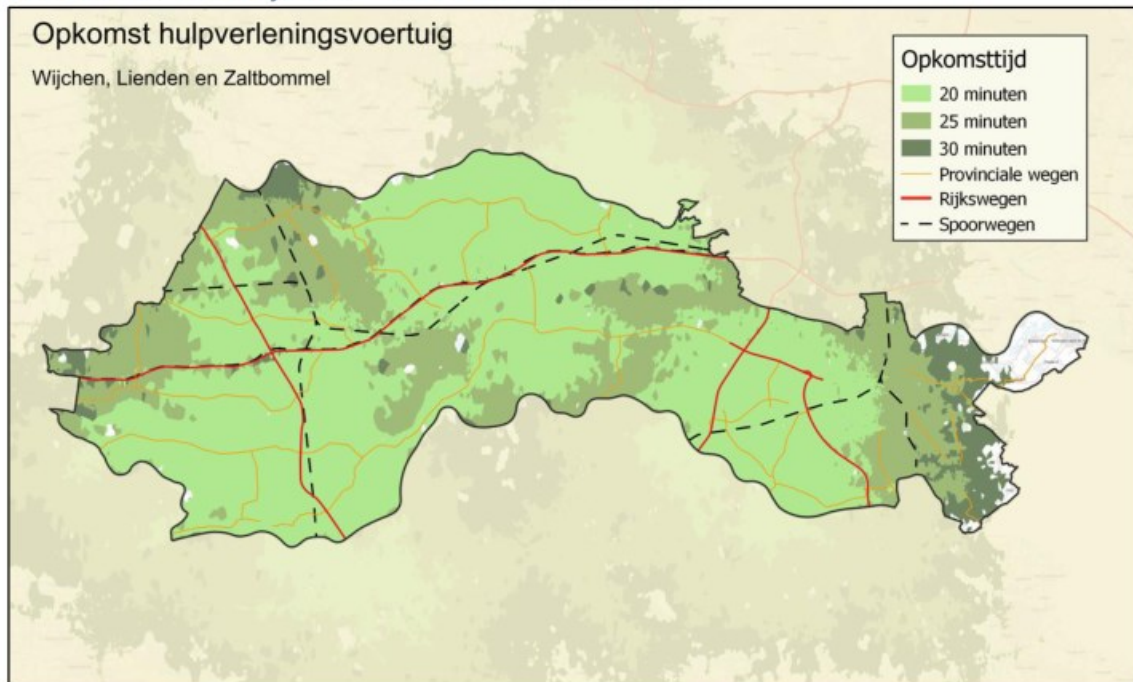 Opkomst hulpverleningsvoertuig
Wijchen, Lienden en Zaltbommel
Opkomsttijd
20 minuten
25 minuten
30 minuten
Provinciale wegen
Rijkswegen
Spoorwegen